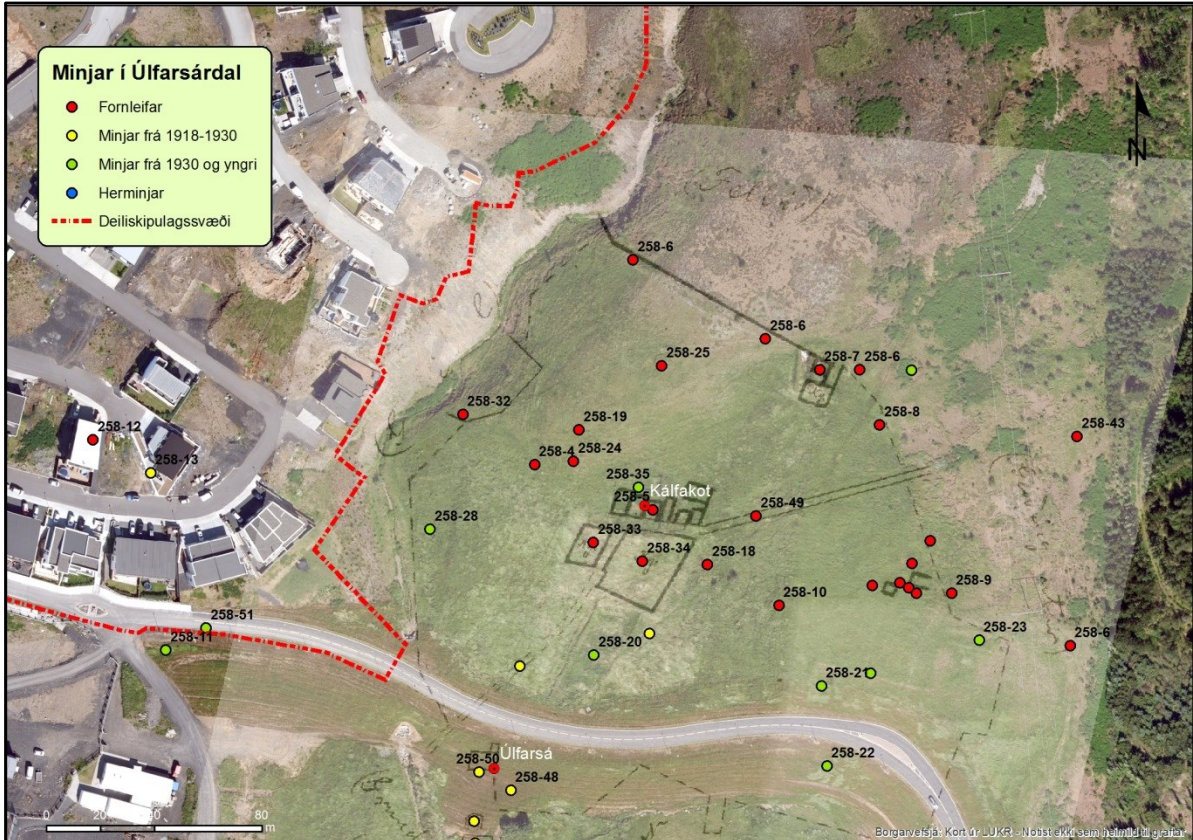 Minjar í Úlfarsárdal
Fornleifar
Minjar frá 1918-1930
Minjar frá 1930 og yngri
Herminjar
Deiliskipulagssvæði
N
258-6
258-6
258-25
258-7
258-6
258-32
258-8
258-19
258-43
258-12
258-24
258-4
258-13
258-35
Kálfakot
258-5
258-49
258-28
258-33
258-34
258-18
258-9
258-10
258-51
258-23
258-11
258-20
258-6
258-21
Úlfarsá
258-50
258-22
258-48
0 20 40 80
m
Borgarvefsjá: Kort úr LUKR - Notist ekki sem heimild til grafar